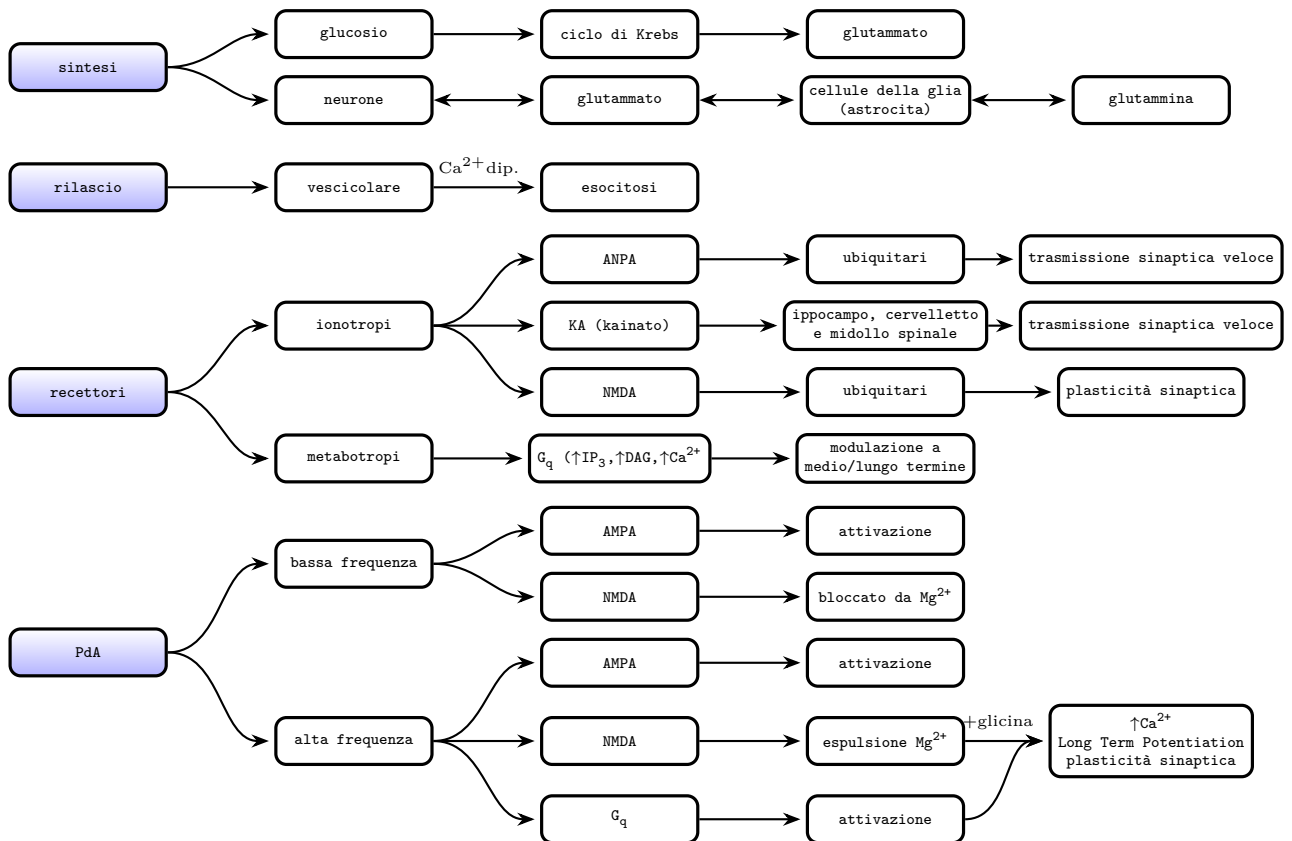 sintesi
glucosio
ciclo di Krebs
glutammato
neurone
glutammato
cellule della glia
(astrocita)
glutammina
rilascio
vescicolare
Ca²⁺dip.
esocitosi
recettori
ionotropi
ANPA
ubiquitari
trasmissione sinaptica veloce
KA (kainato)
ippocampo, cervelletto
e midollo spinale
trasmissione sinaptica veloce
NMDA
ubiquitari
plasticità sinaptica
metabotropi
G_q (↑IP₃,↑DAG,↑Ca²⁺
modulazione a
medio/lungo termine
PdA
bassa frequenza
AMPA
attivazione
NMDA
bloccato da Mg²⁺
alta frequenza
AMPA
attivazione
NMDA
espulsione Mg²⁺
+glicina
↑Ca²⁺
Long Term Potentiation
plasticità sinaptica
G_q
attivazione